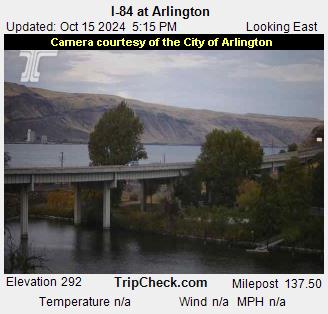 I-84 at Arlington
Updated: Oct 15 2024 5:15 PM Looking East
Camera courtesy of the City of Arlington
Elevation 292 TripCheck.com Milepost 137.50
Temperature n/a Wind n/a MPH n/a